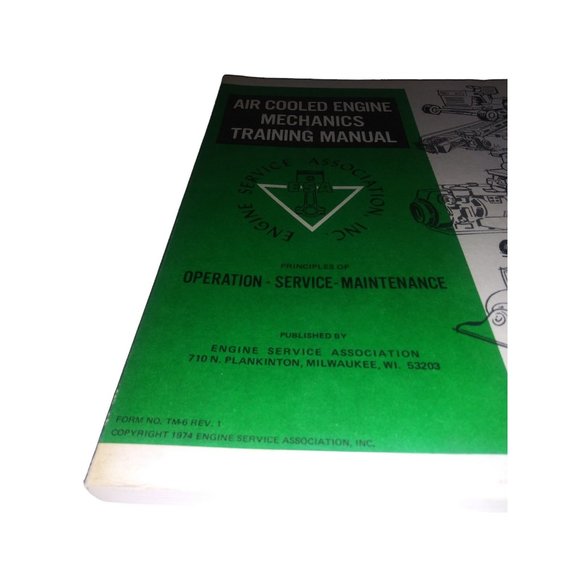 AIR COOLED ENGINE
MECHANICS
TRAINING MANUAL
ENGINE SERVICE ASSOCIATION INC
PRINCIPLES OF
OPERATION - SERVICE - MAINTENANCE
PUBLISHED BY
ENGINE SERVICE ASSOCIATION
710 N. PLANKINTON, MILWAUKEE, WI. 53203
FORM NO. TM-6 REV. 1
COPYRIGHT 1974 ENGINE SERVICE ASSOCIATION, INC.